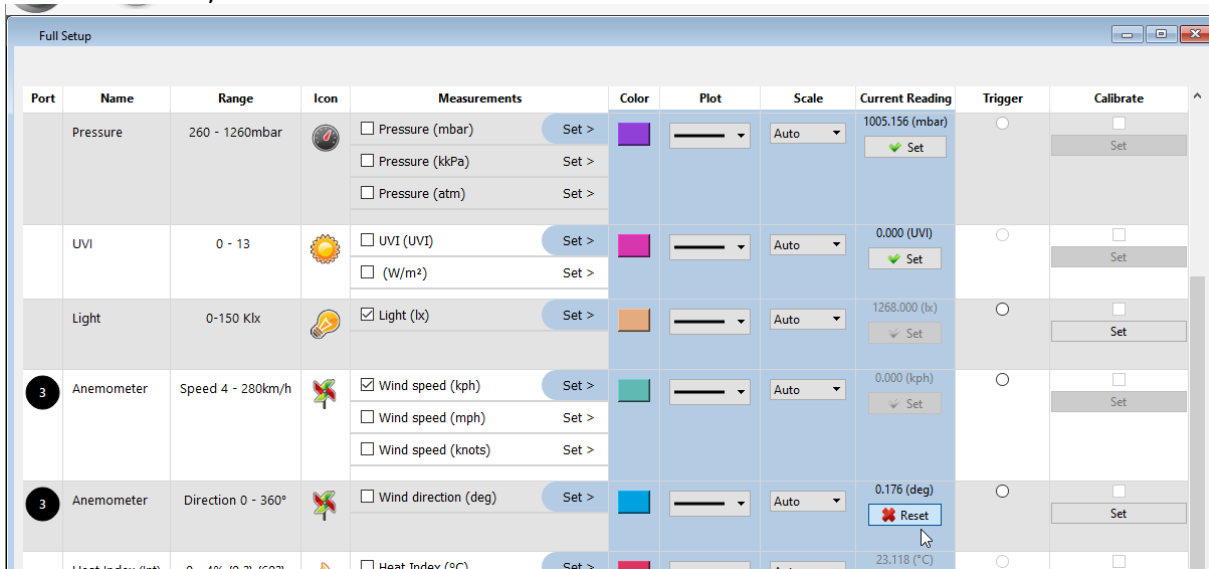 Full Setup
Port Name Range Icon Measurements Color Plot Scale Current Reading Trigger Calibrate
Pressure 260 - 1260mbar Pressure (mbar) Set > Auto 1005.156 (mbar)
Set Set
Pressure (kkPa) Set >
Pressure (atm) Set >
UVI 0 - 13 UVI (UVI) Set > Auto 0.000 (UVI)
Set Set
(W/m²) Set >
Light 0-150 Klx Light (lx) Set > Auto 1268.000 (lx)
Set Set
3 Anemometer Speed 4 - 280km/h Wind speed (kph) Set > Auto 0.000 (kph)
Set Set
Wind speed (mph) Set >
Wind speed (knots) Set >
3 Anemometer Direction 0 - 360° Wind direction (deg) Set > Auto 0.176 (deg)
Reset Set
Heat Index (°C) Set > 23.118 (°C)